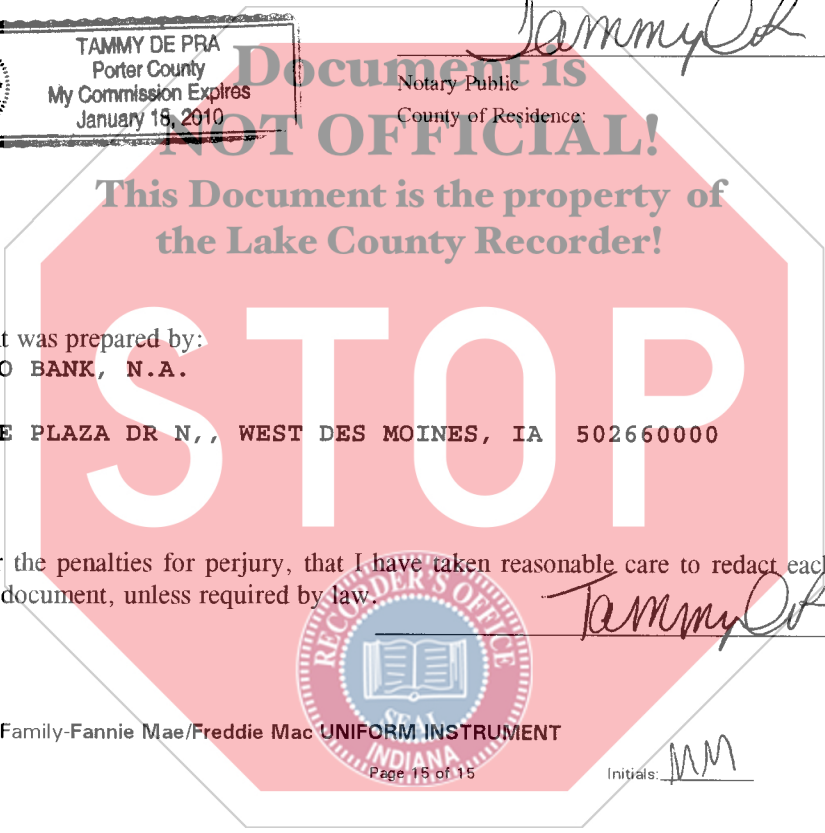 TAMMY DE PRA
Porter County
My Commission Expires
January 18, 2010
Tammy
Notary Public
County of Residence:
Document is
NOT OFFICIAL!
This Document is the property of
the Lake County Recorder!
t was prepared by:
O BANK, N.A.
E PLAZA DR N,, WEST DES MOINES, IA 502660000
STOP
r the penalties for perjury, that I have taken reasonable care to redact each
document, unless required by law.
Tammy
RECORDER'S OFFICE
SEAL
INDIANA
Family-Fannie Mae/Freddie Mac UNIFORM INSTRUMENT
Page 15 of 15
Initials: MM